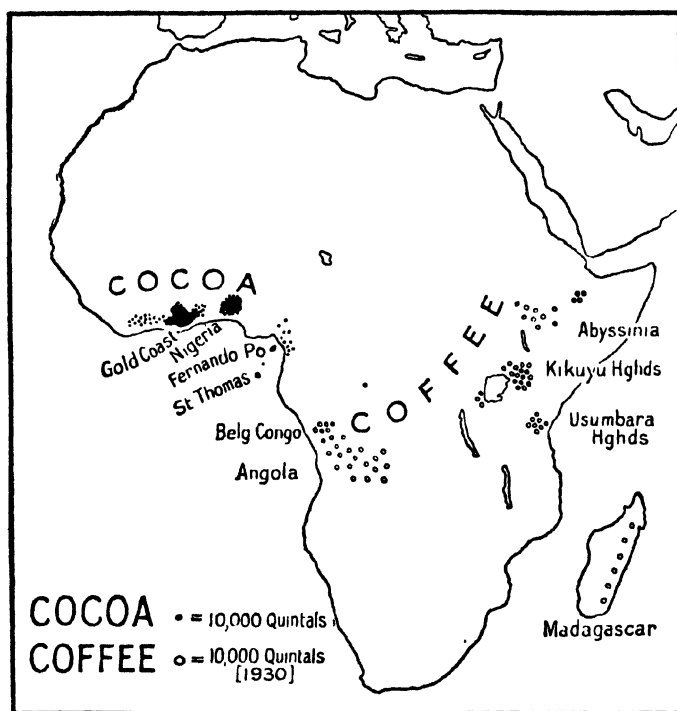 COCOA
Gold Coast
Nigeria
Fernando Po
St Thomas
COFFEE
Abyssinia
Kikuyu Hghds
Usumbara
Hghds
Belg Congo
Angola
Madagascar
COCOA • = 10,000 Quintals
COFFEE o = 10,000 Quintals
[1930]